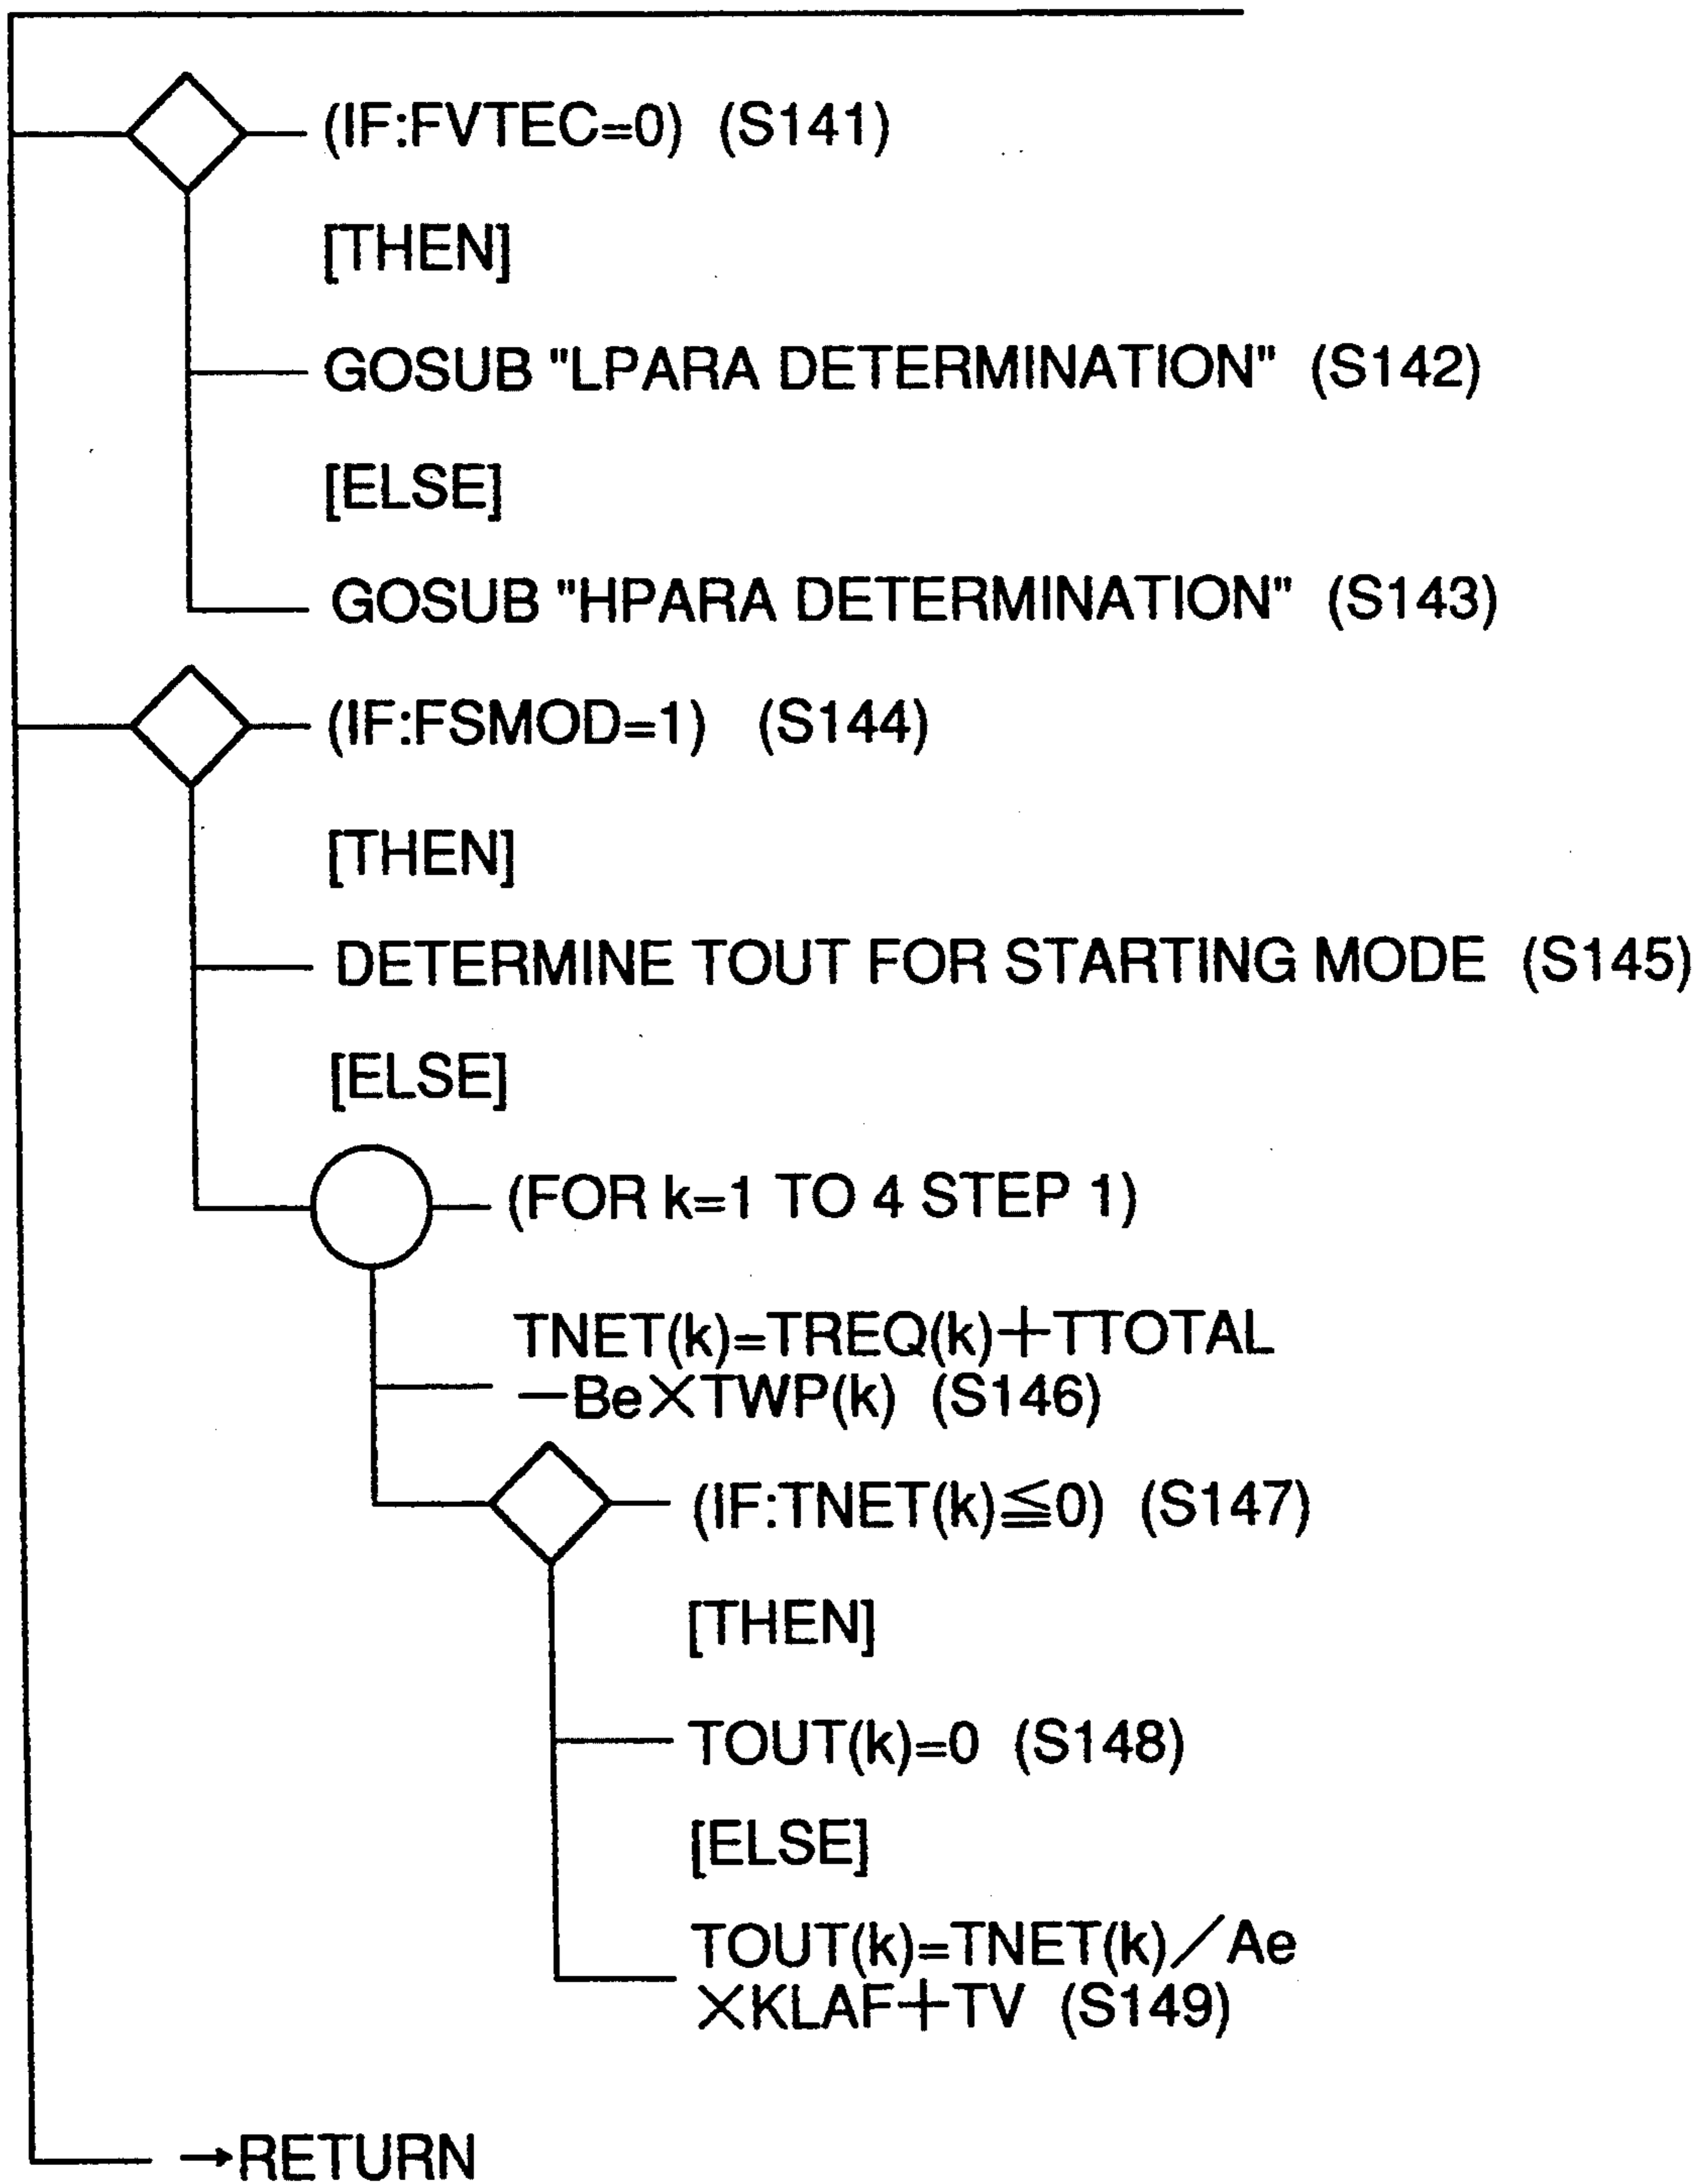 (IF:FVTEC=0) (S141)
[THEN]
GOSUB "LPARA DETERMINATION" (S142)
[ELSE]
GOSUB "HPARA DETERMINATION" (S143)
(IF:FSMOD=1) (S144)
[THEN]
DETERMINE TOUT FOR STARTING MODE (S145)
[ELSE]
(FOR k=1 TO 4 STEP 1)
TNET(k)=TREQ(k)+TTOTAL
−Be×TWP(k) (S146)
(IF:TNET(k)≦0) (S147)
[THEN]
TOUT(k)=0 (S148)
[ELSE]
TOUT(k)=TNET(k)/Ae
×KLAF+TV (S149)
→RETURN